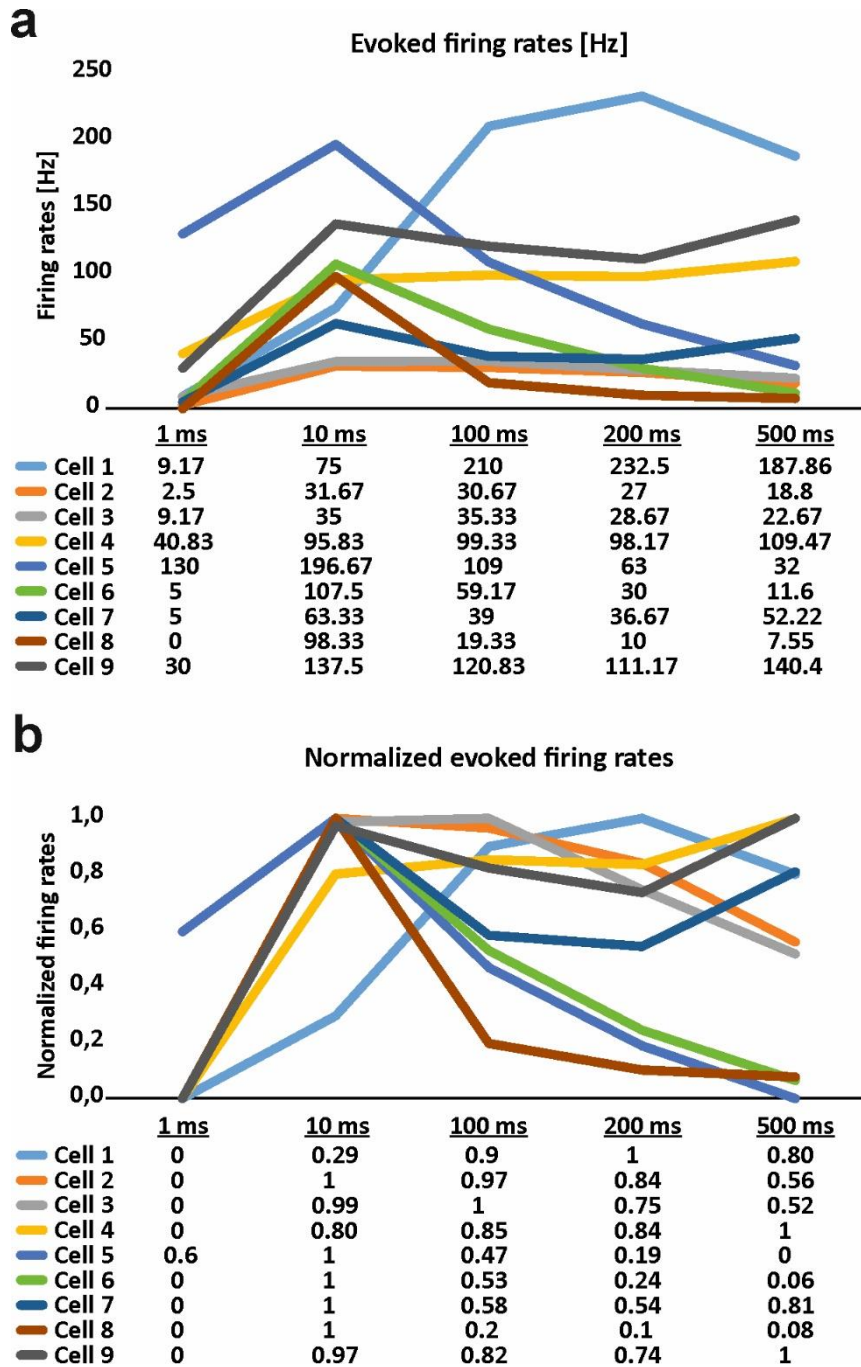 a
Evoked firing rates [Hz]
250
200
150
100
50
0
Firing rates [Hz]
1 ms 10 ms 100 ms 200 ms 500 ms
Cell 1 9.17 75 210 232.5 187.86
Cell 2 2.5 31.67 30.67 27 18.8
Cell 3 9.17 35 35.33 28.67 22.67
Cell 4 40.83 95.83 99.33 98.17 109.47
Cell 5 130 196.67 109 63 32
Cell 6 5 107.5 59.17 30 11.6
Cell 7 5 63.33 39 36.67 52.22
Cell 8 0 98.33 19.33 10 7.55
Cell 9 30 137.5 120.83 111.17 140.4
b
Normalized evoked firing rates
1,0
0,8
0,6
0,4
0,2
0,0
Normalized firing rates
1 ms 10 ms 100 ms 200 ms 500 ms
Cell 1 0 0.29 0.9 1 0.80
Cell 2 0 1 0.97 0.84 0.56
Cell 3 0 0.99 1 0.75 0.52
Cell 4 0 0.80 0.85 0.84 1
Cell 5 0.6 1 0.47 0.19 0
Cell 6 0 1 0.53 0.24 0.06
Cell 7 0 1 0.58 0.54 0.81
Cell 8 0 1 0.2 0.1 0.08
Cell 9 0 0.97 0.82 0.74 1